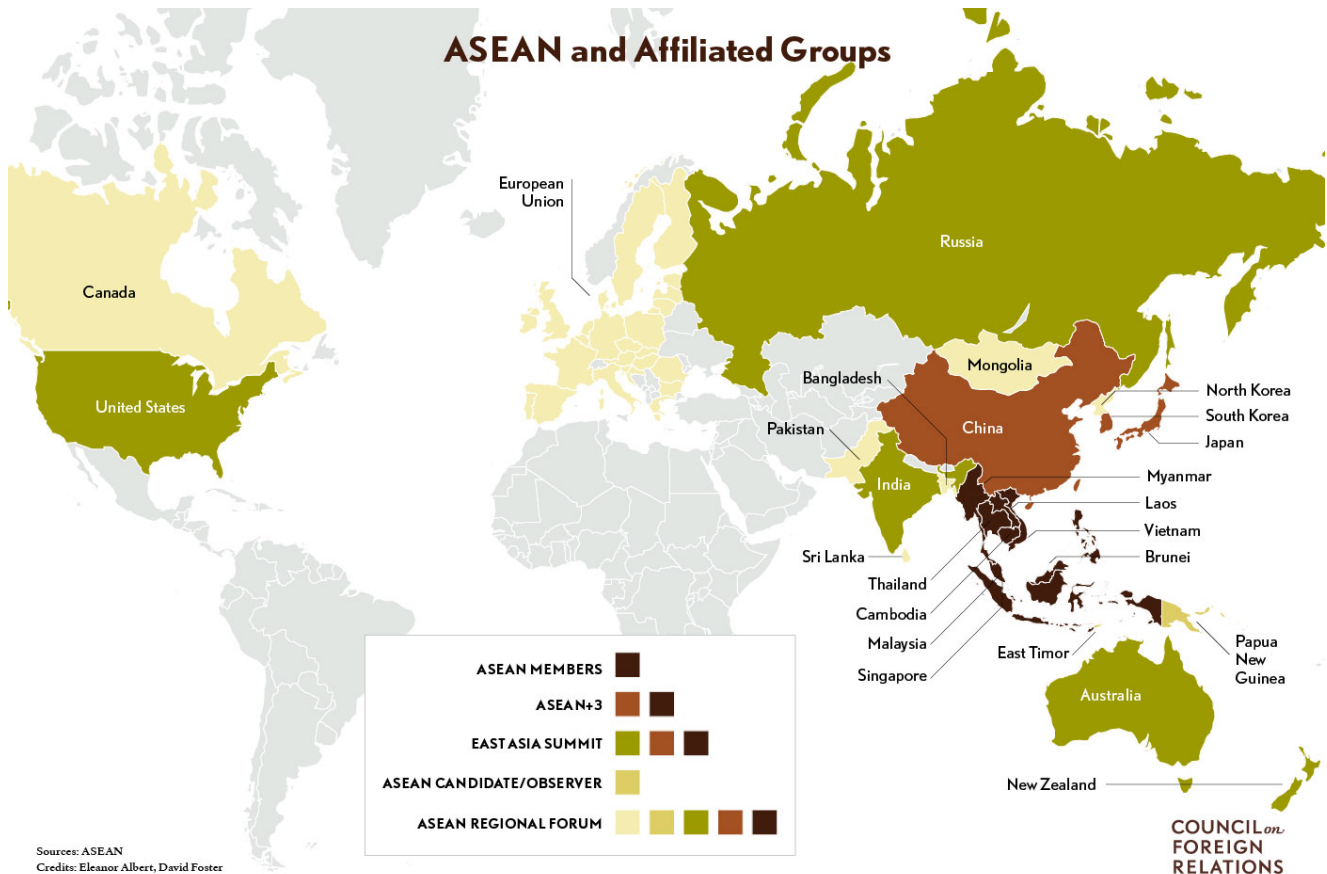 ASEAN and Affiliated Groups
European
Union
Russia
Canada
Mongolia
Bangladesh
North Korea
United States
South Korea
China
Pakistan
Japan
Myanmar
India
Laos
Vietnam
Sri Lanka
Brunei
Thailand
Cambodia
Malaysia
East Timor
Papua
New
Guinea
Singapore
Australia
New Zealand
ASEAN MEMBERS
ASEAN+3
EAST ASIA SUMMIT
ASEAN CANDIDATE/OBSERVER
ASEAN REGIONAL FORUM
Sources: ASEAN
Credits: Eleanor Albert, David Foster
COUNCIL on
FOREIGN
RELATIONS